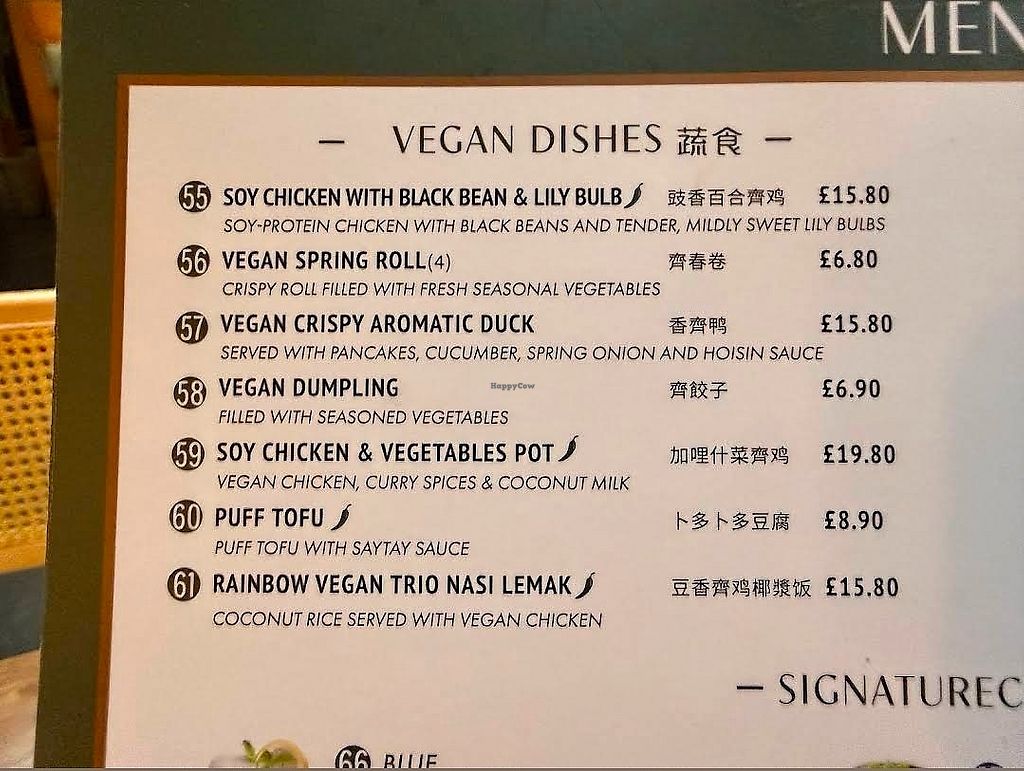 MEN
— VEGAN DISHES 蔬食 —
55 SOY CHICKEN WITH BLACK BEAN & LILY BULB 豉香百合齊鸡 £15.80
SOY-PROTEIN CHICKEN WITH BLACK BEANS AND TENDER, MILDLY SWEET LILY BULBS
56 VEGAN SPRING ROLL(4) 齊春卷 £6.80
CRISPY ROLL FILLED WITH FRESH SEASONAL VEGETABLES
57 VEGAN CRISPY AROMATIC DUCK 香齊鸭 £15.80
SERVED WITH PANCAKES, CUCUMBER, SPRING ONION AND HOISIN SAUCE
58 VEGAN DUMPLING 齊餃子 £6.90
HappyCow
FILLED WITH SEASONED VEGETABLES
59 SOY CHICKEN & VEGETABLES POT 加哩什菜齊鸡 £19.80
VEGAN CHICKEN, CURRY SPICES & COCONUT MILK
60 PUFF TOFU 卜多卜多豆腐 £8.90
PUFF TOFU WITH SAYTAY SAUCE
61 RAINBOW VEGAN TRIO NASI LEMAK 豆香齊鸡椰漿饭 £15.80
COCONUT RICE SERVED WITH VEGAN CHICKEN
— SIGNATUREC
66 BLUE